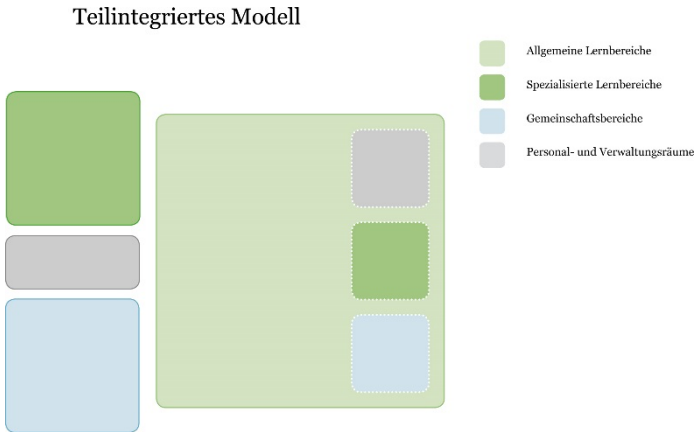 Teilintegriertes Modell
Allgemeine Lernbereiche
Spezialisierte Lernbereiche
Gemeinschaftsbereiche
Personal- und Verwaltungsräume